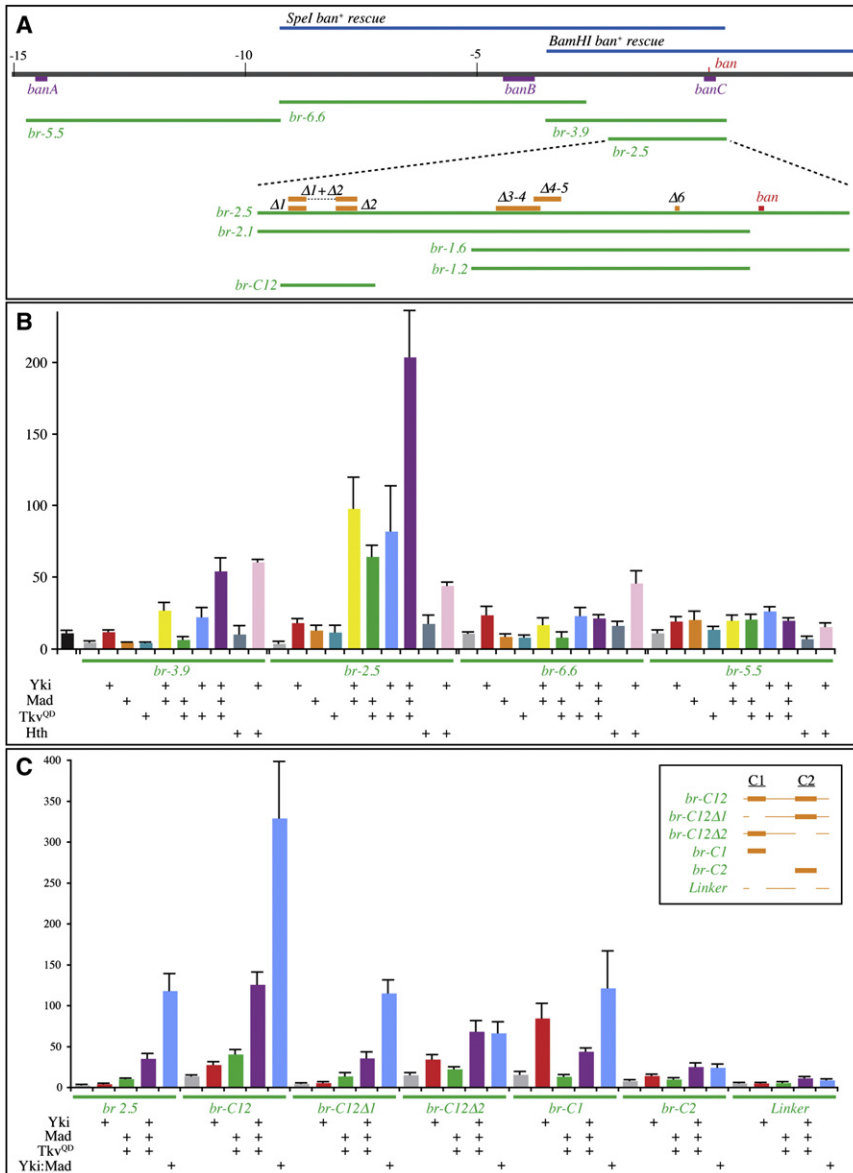 A
SpeI ban+ rescue
BamHI ban+ rescue
-15
-10
-5
ban
banA
banB
banC
br-6.6
br-5.5
br-3.9
br-2.5
Δ1+Δ2
Δ4-5
Δ1
Δ2
Δ3-4
Δ6
ban
br-2.5
br-2.1
br-1.6
br-1.2
br-C12
B
200
150
100
50
0
br-3.9
br-2.5
br-6.6
br-5.5
Yki + + + + + + + + + + + + + + + + + + + +
Mad + + + + + + + + + + + + + + + +
TkvQD + + + + + + + + + + + + + + + +
Hth + + + + + + + +
C
400
350
300
250
200
150
100
50
0
C1 C2
br-C12
br-C12Δ1
br-C12Δ2
br-C1
br-C2
Linker
br 2.5
br-C12
br-C12Δ1
br-C12Δ2
br-C1
br-C2
Linker
Yki + + + + + + + + + + + + + +
Mad + + + + + + + + + + + + + +
TkvQD + + + + + + + + + + + + + +
Yki:Mad + + + + + + +